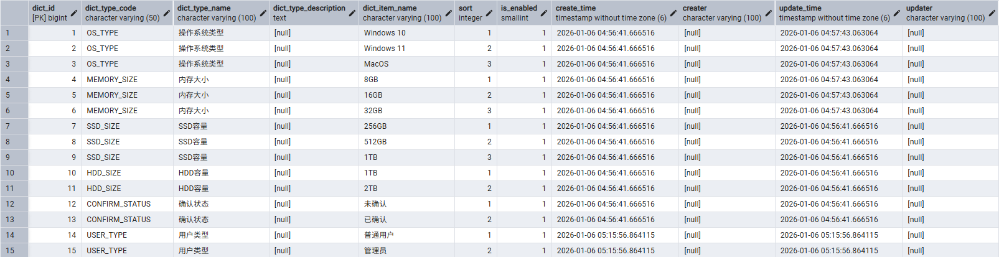 dict_id dict_type_code dict_type_name dict_type_description dict_item_name sort is_enabled create_time creater update_time updater
[PK] bigint character varying (50) character varying (100) text character varying (100) integer smallint timestamp without time zone (6) character varying (100) timestamp without time zone (6) character varying (100)
1 1 OS_TYPE 操作系统类型 [null] Windows 10 1 1 2026-01-06 04:56:41.666516 [null] 2026-01-06 04:57:43.063064 [null]
2 2 OS_TYPE 操作系统类型 [null] Windows 11 2 1 2026-01-06 04:56:41.666516 [null] 2026-01-06 04:57:43.063064 [null]
3 3 OS_TYPE 操作系统类型 [null] MacOS 3 1 2026-01-06 04:56:41.666516 [null] 2026-01-06 04:57:43.063064 [null]
4 4 MEMORY_SIZE 内存大小 [null] 8GB 1 1 2026-01-06 04:56:41.666516 [null] 2026-01-06 04:57:43.063064 [null]
5 5 MEMORY_SIZE 内存大小 [null] 16GB 2 1 2026-01-06 04:56:41.666516 [null] 2026-01-06 04:57:43.063064 [null]
6 6 MEMORY_SIZE 内存大小 [null] 32GB 3 1 2026-01-06 04:56:41.666516 [null] 2026-01-06 04:57:43.063064 [null]
7 7 SSD_SIZE SSD容量 [null] 256GB 1 1 2026-01-06 04:56:41.666516 [null] 2026-01-06 04:56:41.666516 [null]
8 8 SSD_SIZE SSD容量 [null] 512GB 2 1 2026-01-06 04:56:41.666516 [null] 2026-01-06 04:56:41.666516 [null]
9 9 SSD_SIZE SSD容量 [null] 1TB 3 1 2026-01-06 04:56:41.666516 [null] 2026-01-06 04:56:41.666516 [null]
10 10 HDD_SIZE HDD容量 [null] 1TB 1 1 2026-01-06 04:56:41.666516 [null] 2026-01-06 04:56:41.666516 [null]
11 11 HDD_SIZE HDD容量 [null] 2TB 2 1 2026-01-06 04:56:41.666516 [null] 2026-01-06 04:56:41.666516 [null]
12 12 CONFIRM_STATUS 确认状态 [null] 未确认 1 1 2026-01-06 04:56:41.666516 [null] 2026-01-06 04:56:41.666516 [null]
13 13 CONFIRM_STATUS 确认状态 [null] 已确认 2 1 2026-01-06 04:56:41.666516 [null] 2026-01-06 04:56:41.666516 [null]
14 14 USER_TYPE 用户类型 [null] 普通用户 1 1 2026-01-06 05:15:56.864115 [null] 2026-01-06 05:15:56.864115 [null]
15 15 USER_TYPE 用户类型 [null] 管理员 2 1 2026-01-06 05:15:56.864115 [null] 2026-01-06 05:15:56.864115 [null]